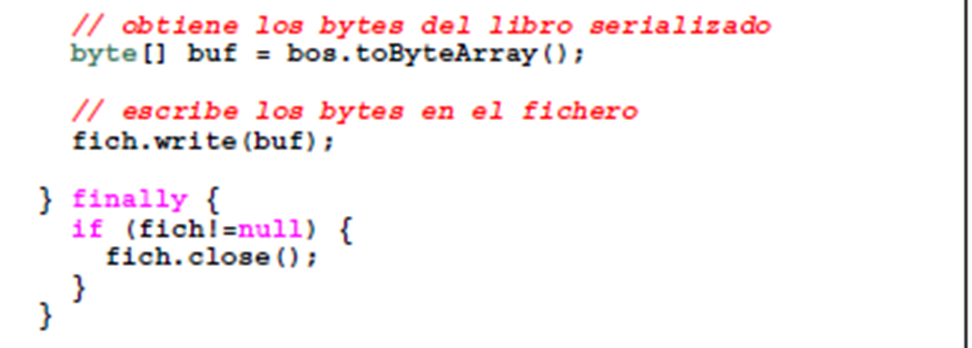 // obtiene los bytes del libro serializado
byte[] buf = bos.toByteArray();
// escribe los bytes en el fichero
fich.write(buf);
} finally {
if (fich!=null) {
fich.close();
}
}